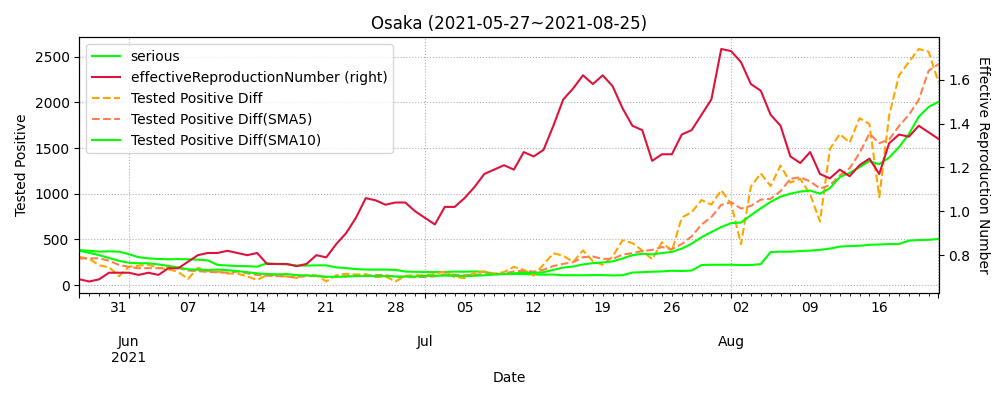 Osaka (2021-05-27~2021-08-25)
serious
effectiveReproductionNumber (right)
Tested Positive Diff
Tested Positive Diff(SMA5)
Tested Positive Diff(SMA10)
Tested Positive
2500
2000
1500
1000
500
0
1.6
1.4
1.2
1.0
0.8
Effective Reproduction Number
31 07 14 21 28 05 12 19 26 02 09 16
Jun Jul Aug
2021
Date